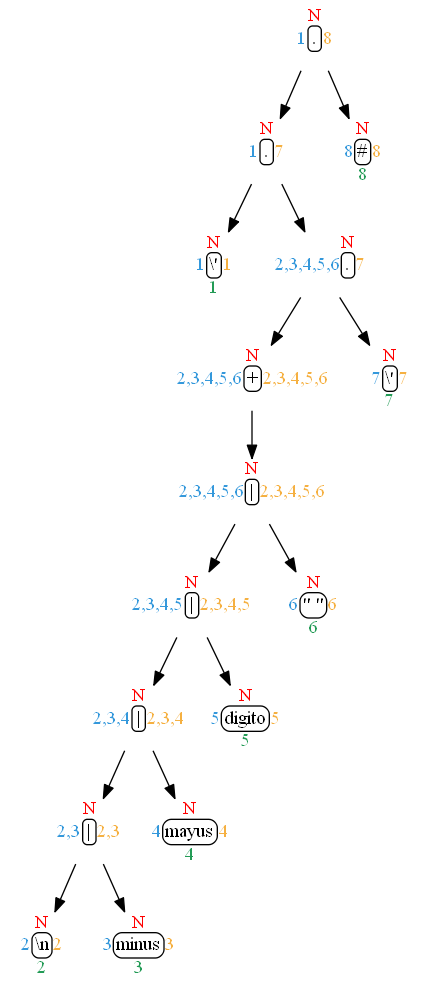 N
1 . 8
N N
1 . 7 8 # 8
8
N N
1 \' 1 2,3,4,5,6 . 7
1
N N
2,3,4,5,6 + 2,3,4,5,6 7 \' 7
7
N
2,3,4,5,6 | 2,3,4,5,6
N N
2,3,4,5 | 2,3,4,5 6 " " 6
6
N N
2,3,4 | 2,3,4 5 digito 5
5
N N
2,3 | 2,3 4 mayus 4
4
N N
2 \n 2 3 minus 3
2 3